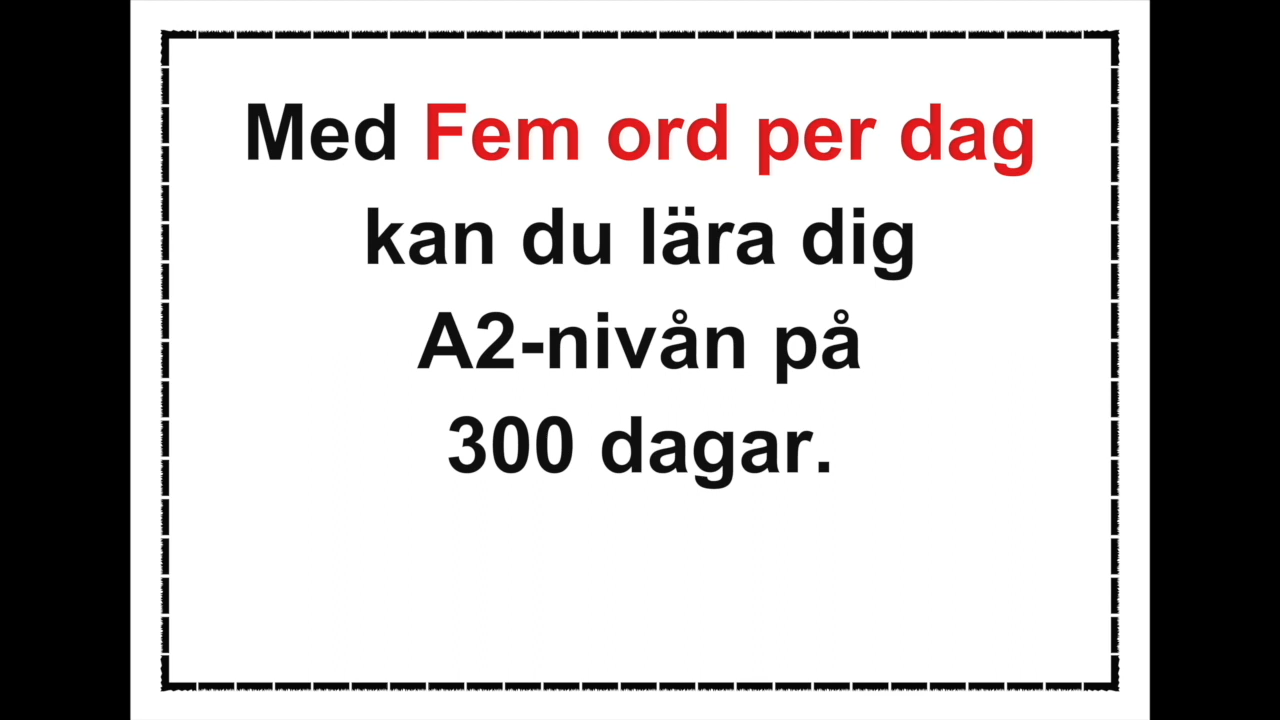 Med Fem ord per dag
kan du lära dig
A2-nivån på
300 dagar.